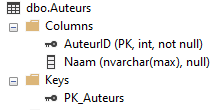 dbo.Auteurs
Columns
AuteurID (PK, int, not null)
Naam (nvarchar(max), null)
Keys
PK_Auteurs